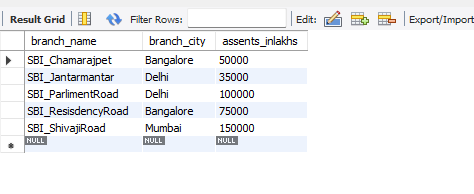 Result Grid Filter Rows: Edit: Export/Import
branch_name branch_city assents_inlakhs
SBI_Chamarajpet Bangalore 50000
SBI_Jantarmantar Delhi 35000
SBI_ParlimentRoad Delhi 100000
SBI_ResisdencyRoad Bangalore 75000
SBI_ShivajiRoad Mumbai 150000
NULL NULL NULL